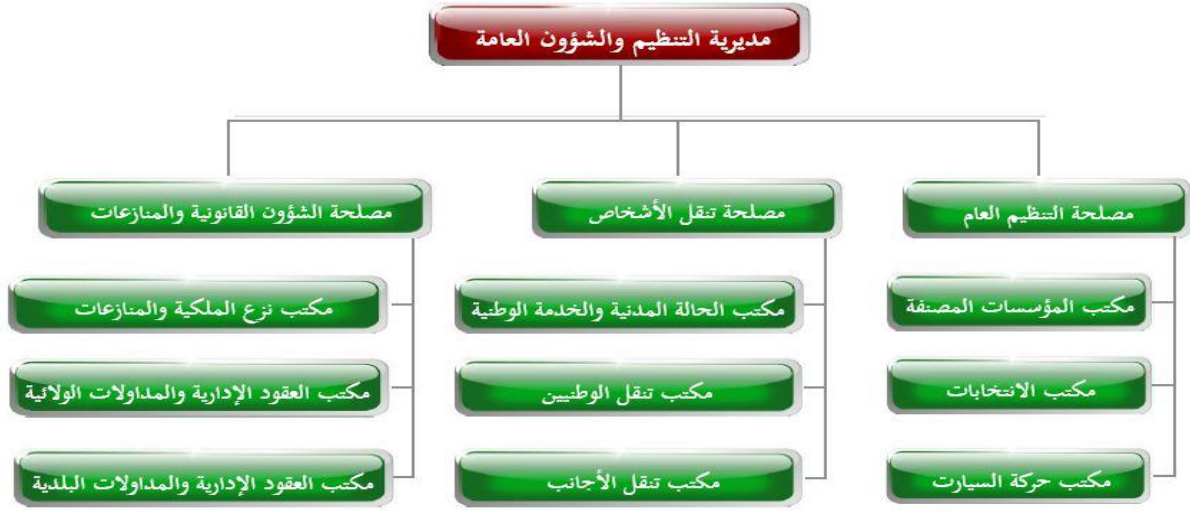 مديرية التنظيم والشؤون العامة
مصلحة التنظيم العام
مصلحة تنقل الأشخاص
مصلحة الشؤون القانونية والمنازعات
مكتب المؤسسات المصنفة
مكتب الحالة المدنية والخدمة الوطنية
مكتب نزع الملكية والمنازعات
مكتب الانتخابات
مكتب تنقل الوطنيين
مكتب العقود الإدارية والمداولات الولائية
مكتب حركة السيارت
مكتب تنقل الأجانب
مكتب العقود الإدارية والمداولات البلدية